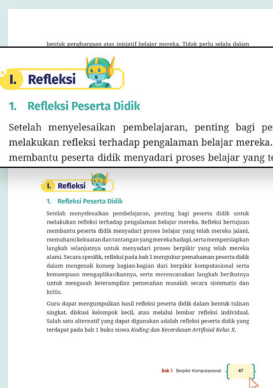 bentuk penghargaan atas inisiatif belajar mereka. Tidak perlu selalu dalam
I. Refleksi
1. Refleksi Peserta Didik
Setelah menyelesaikan pembelajaran, penting bagi pe
melakukan refleksi terhadap pengalaman belajar mereka.
membantu peserta didik menyadari proses belajar yang te
I. Refleksi
1. Refleksi Peserta Didik
Setelah menyelesaikan pembelajaran, penting bagi peserta didik untuk
melakukan refleksi terhadap pengalaman belajar mereka. Refleksi bertujuan
membantu peserta didik menyadari proses belajar yang telah mereka jalani,
memahami kekuatan dan tantangan yang mereka hadapi, serta mempersiapkan
langkah selanjutnya untuk menjadi proses berpikir yang telah mereka
alami. Secara spesifik, refleksi pada bab 1 mengukur pemahaman peserta didik
dalam mengenali konsep bagian-bagian dari berpikir komputasional serta
kemampuan mengaplikasikannya, serta merencanakan langkah berikutnya
untuk mengasah keterampilan pemecahan masalah secara sistematis dan
kritis.
Guru dapat mengumpulkan hasil refleksi peserta didik dalam bentuk tulisan
singkat, diskusi kelompok kecil, atau melalui lembar refleksi individual.
Salah satu alternatif yang dapat digunakan adalah refleksi peserta didik yang
terdapat pada bab 1 buku siswa Koding dan Kecerdasan Artifisial Kelas X.
Bab 1 Berpikir Komputasional 47